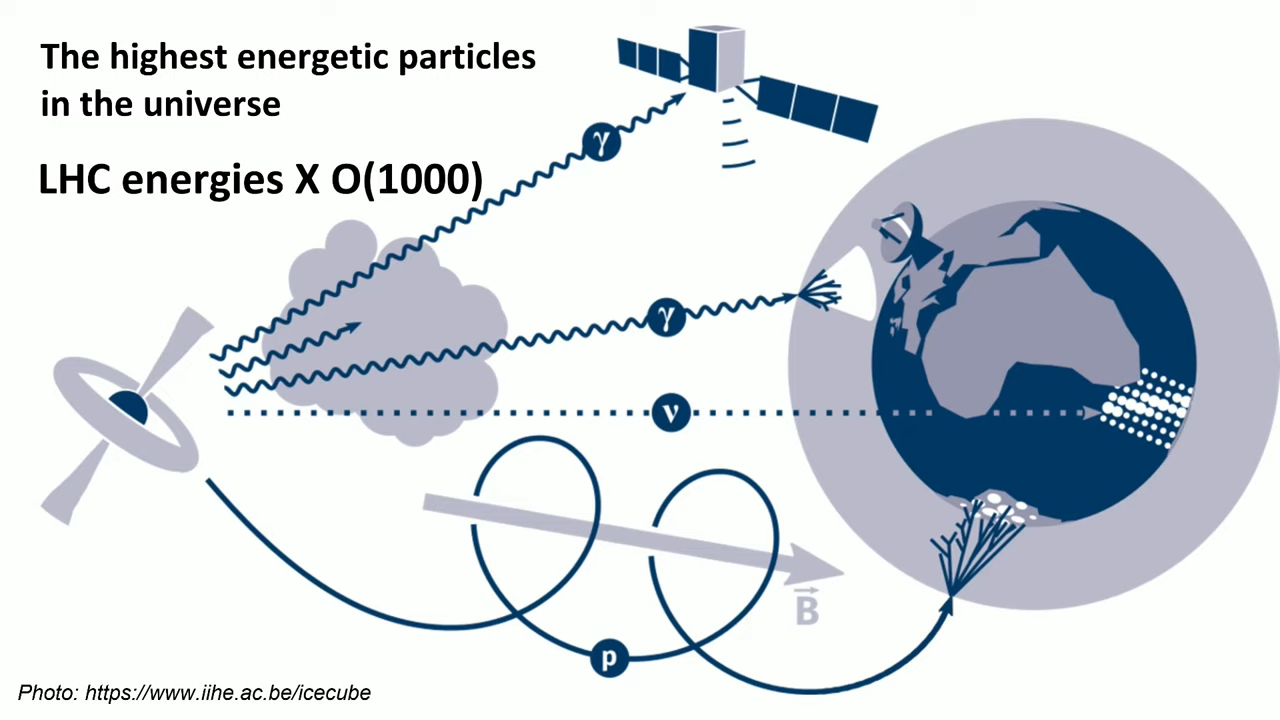 The highest energetic particles
in the universe
LHC energies X O(1000)
γ
γ
ν
B
p
Photo: https://www.iihe.ac.be/icecube